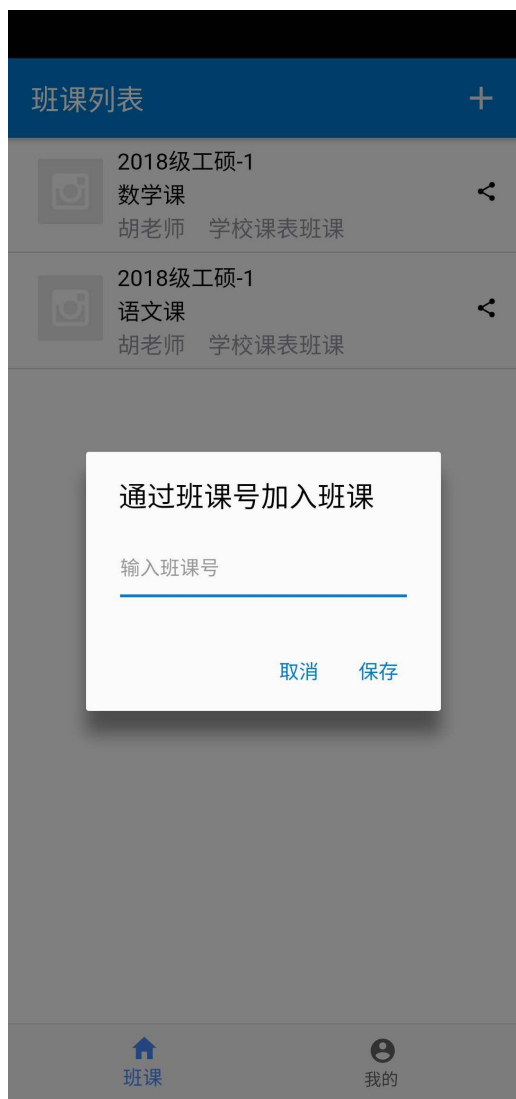 班课列表
2018级工硕-1
数学课
胡老师 学校课表班课
2018级工硕-1
语文课
胡老师 学校课表班课
通过班课号加入班课
输入班课号
取消 保存
班课 我的